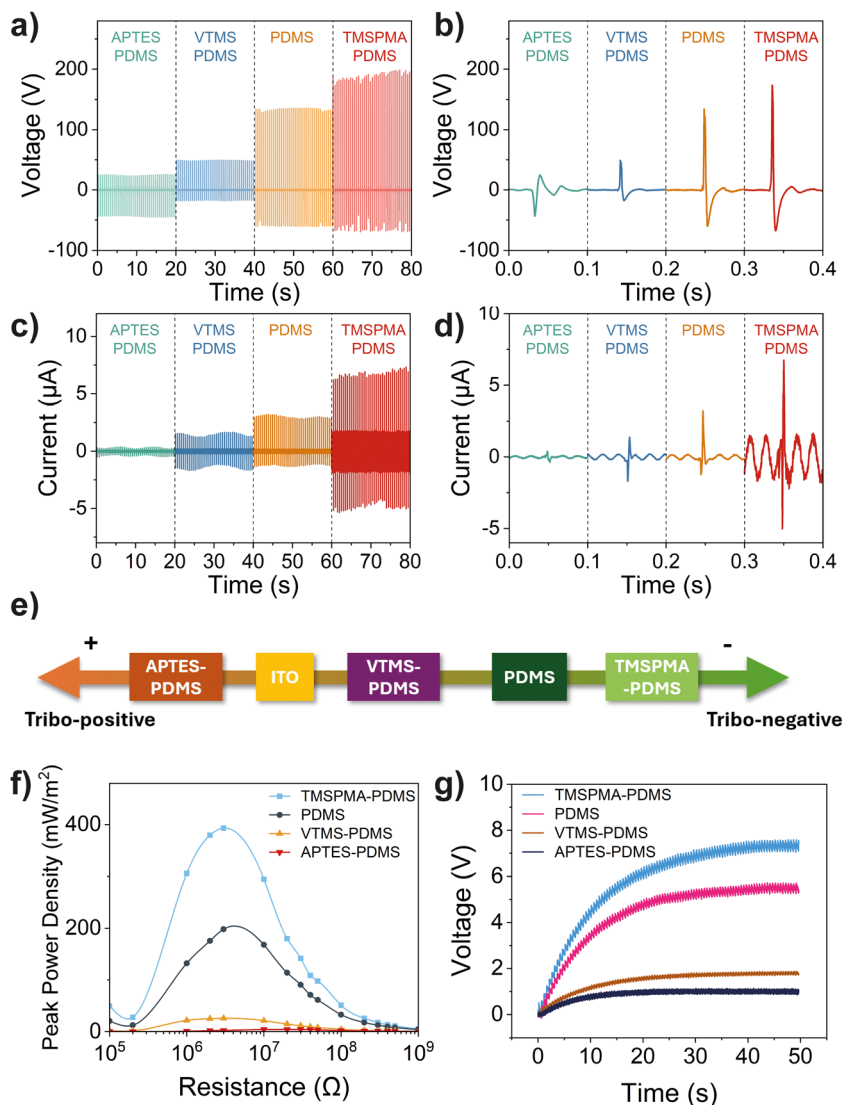 a)
APTES VTMS PDMS TMSPMA
PDMS PDMS PDMS
Voltage (V)
200
100
0
-100
0 10 20 30 40 50 60 70 80
Time (s)
b)
APTES VTMS PDMS TMSPMA
PDMS PDMS PDMS
Voltage (V)
200
100
0
-100
0.0 0.1 0.2 0.3 0.4
Time (s)
c)
APTES VTMS PDMS TMSPMA
PDMS PDMS PDMS
Current (µA)
10
5
0
-5
0 10 20 30 40 50 60 70 80
Time (s)
d)
APTES VTMS PDMS TMSPMA
PDMS PDMS PDMS
Current (µA)
10
5
0
-5
0.0 0.1 0.2 0.3 0.4
Time (s)
e)
+ -
APTES-
PDMS
ITO
VTMS-
PDMS
PDMS
TMSPMA
-PDMS
Tribo-positive Tribo-negative
f)
Peak Power Density (mW/m²)
400
200
0
TMSPMA-PDMS
PDMS
VTMS-PDMS
APTES-PDMS
10⁵ 10⁶ 10⁷ 10⁸ 10⁹
Resistance (Ω)
g)
Voltage (V)
10
8
6
4
2
0
TMSPMA-PDMS
PDMS
VTMS-PDMS
APTES-PDMS
0 10 20 30 40 50
Time (s)